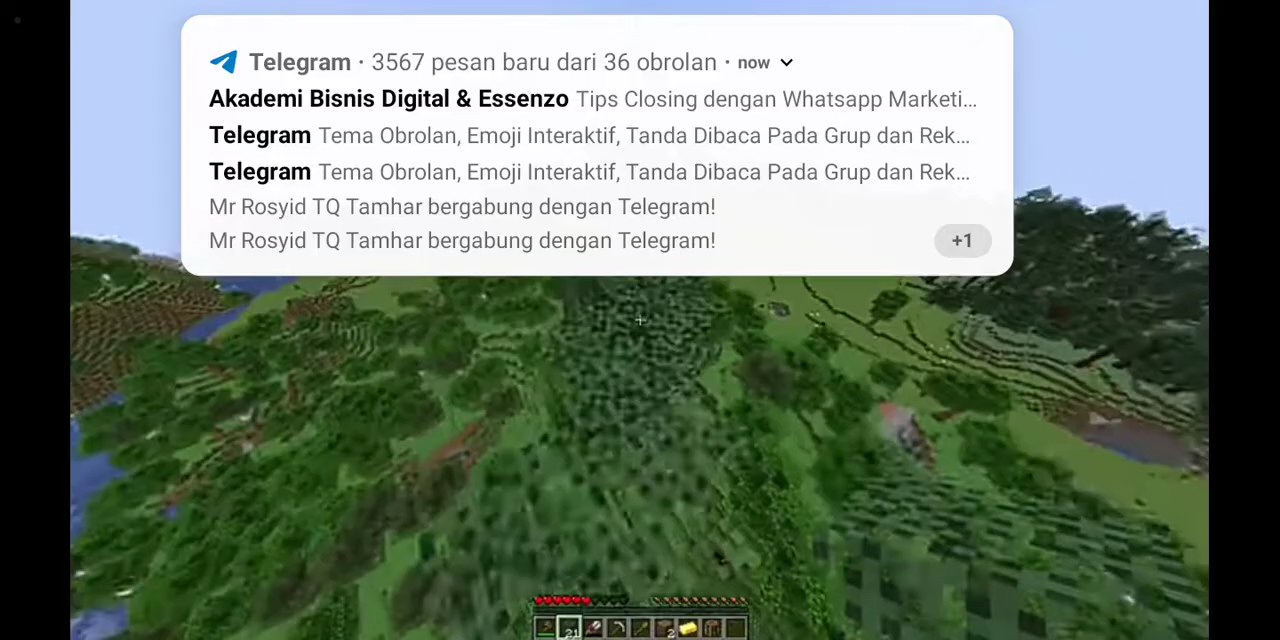 Telegram · 3567 pesan baru dari 36 obrolan · now
Akademi Bisnis Digital & Essenzo Tips Closing dengan Whatsapp Marketi...
Telegram Tema Obrolan, Emoji Interaktif, Tanda Dibaca Pada Grup dan Rek...
Telegram Tema Obrolan, Emoji Interaktif, Tanda Dibaca Pada Grup dan Rek...
Mr Rosyid TQ Tamhar bergabung dengan Telegram!
Mr Rosyid TQ Tamhar bergabung dengan Telegram!
+1
21 2